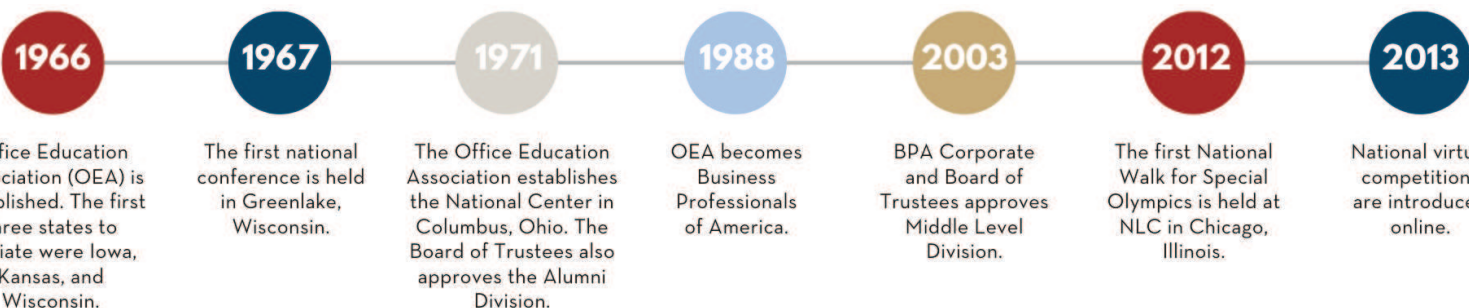 1966
fice Education
ciation (OEA) is
blished. The first
ree states to
iate were Iowa,
Kansas, and
Wisconsin.
1967
The first national
conference is held
in Greenlake,
Wisconsin.
1971
The Office Education
Association establishes
the National Center in
Columbus, Ohio. The
Board of Trustees also
approves the Alumni
Division.
1988
OEA becomes
Business
Professionals
of America.
2003
BPA Corporate
and Board of
Trustees approves
Middle Level
Division.
2012
The first National
Walk for Special
Olympics is held at
NLC in Chicago,
Illinois.
2013
National virtu
competition
are introduce
online.